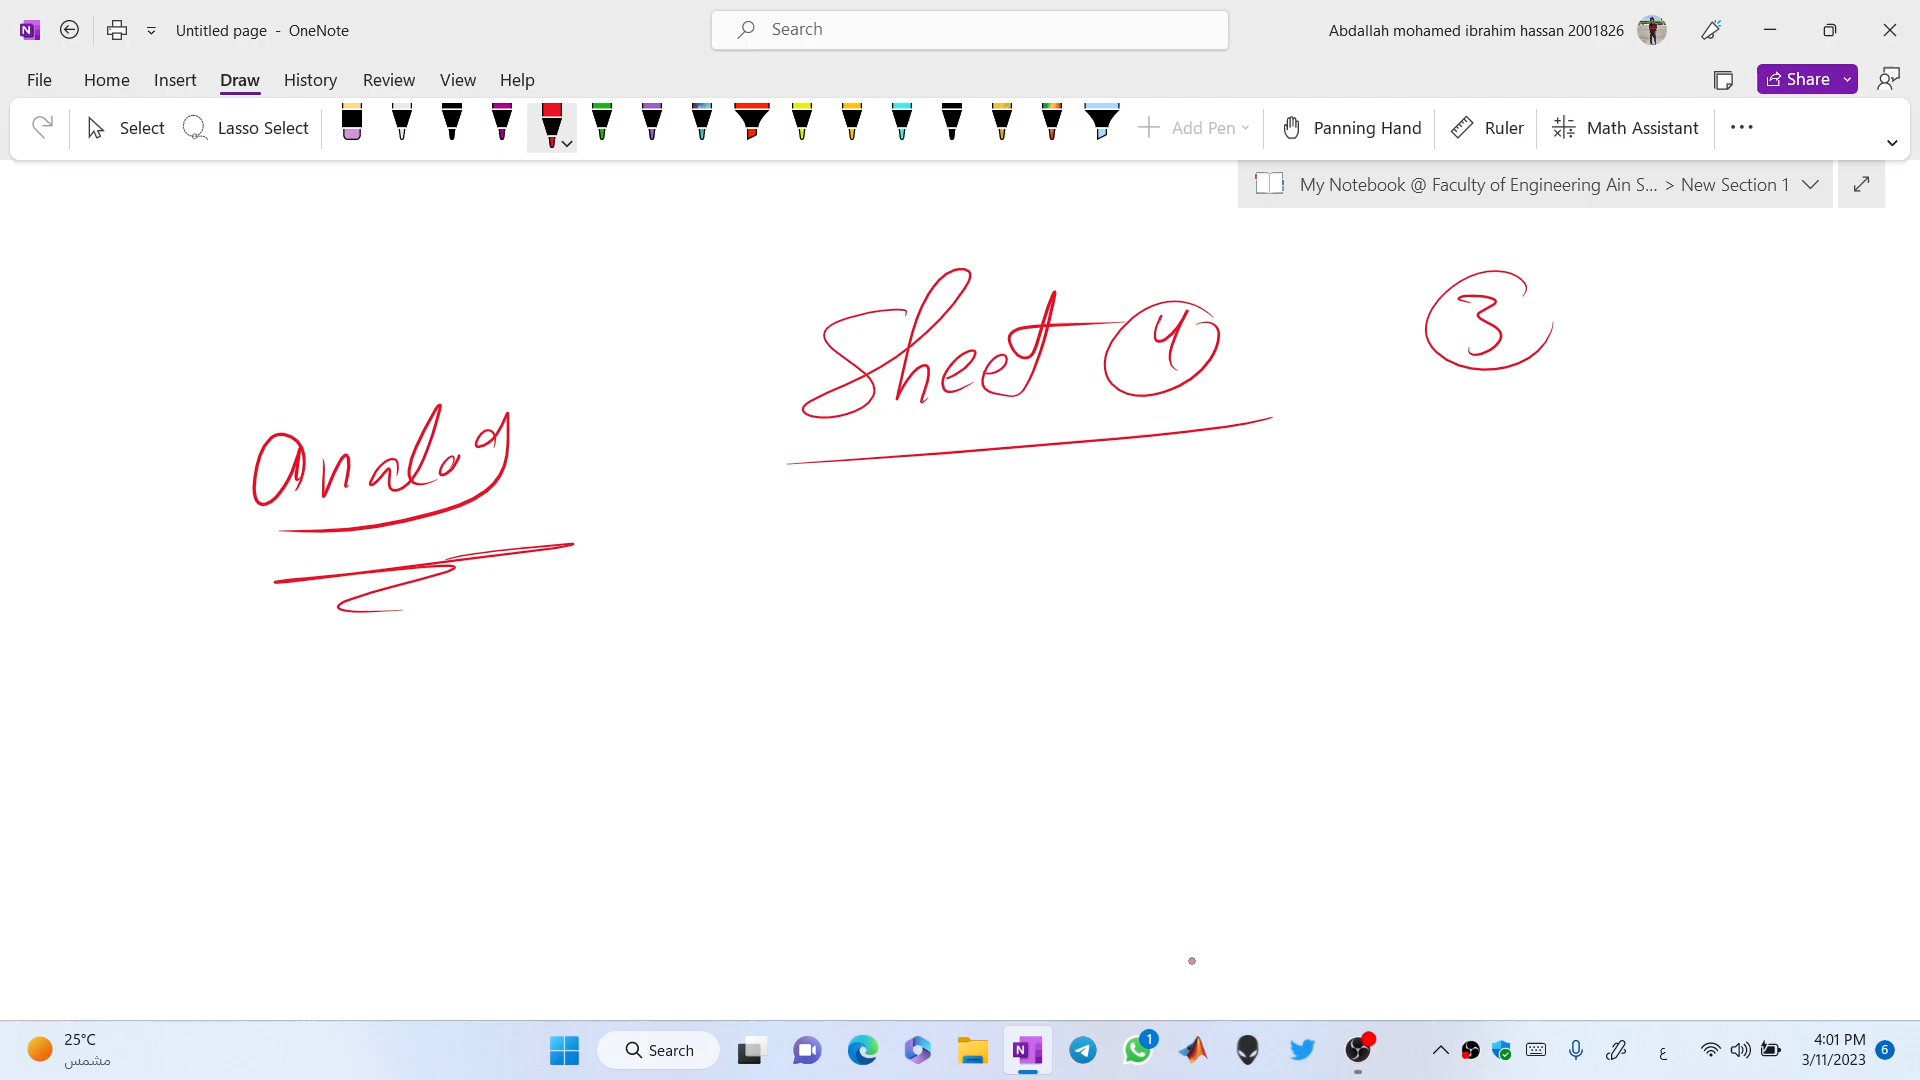 Untitled page - OneNote
Search
Abdallah mohamed ibrahim hassan 2001826
File Home Insert Draw History Review View Help
Share
Select
Lasso Select
Add Pen
Panning Hand
Ruler
Math Assistant
My Notebook @ Faculty of Engineering Ain S... > New Section 1
Sheet 4
3
analog
25°C
مشمس
Search
1
ع
4:01 PM
3/11/2023
6